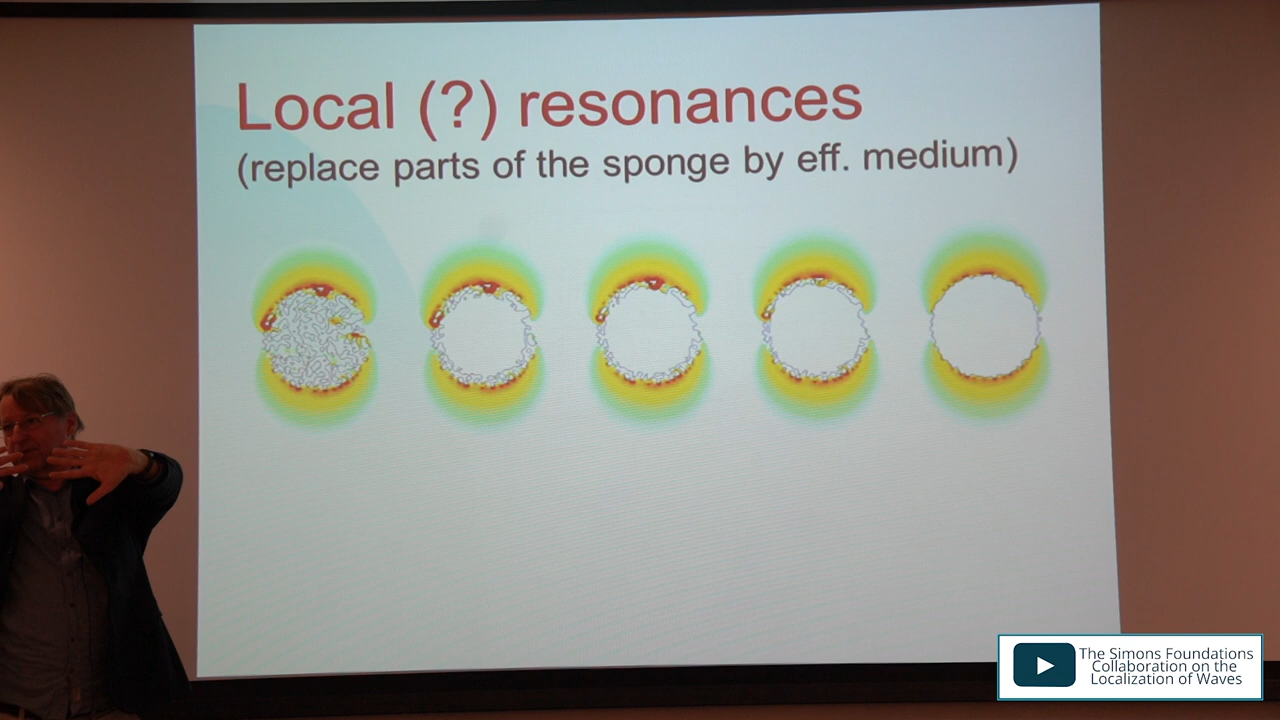 Local (?) resonances
(replace parts of the sponge by eff. medium)
The Simons Foundations
Collaboration on the
Localization of Waves